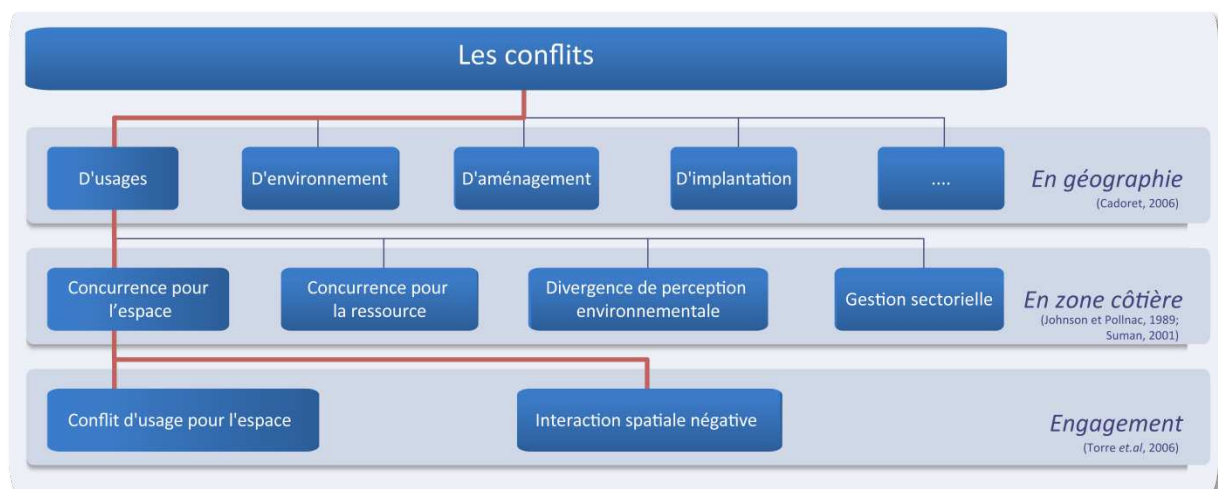 Les conflits
D'usages
D'environnement
D'aménagement
D'implantation
....
En géographie
(Cadoret, 2006)
Concurrence pour
l'espace
Concurrence pour
la ressource
Divergence de perception
environnementale
Gestion sectorielle
En zone côtière
(Johnson et Pollnac, 1989;
Suman, 2001)
Conflit d'usage pour l'espace
Interaction spatiale négative
Engagement
(Torre et.al, 2006)